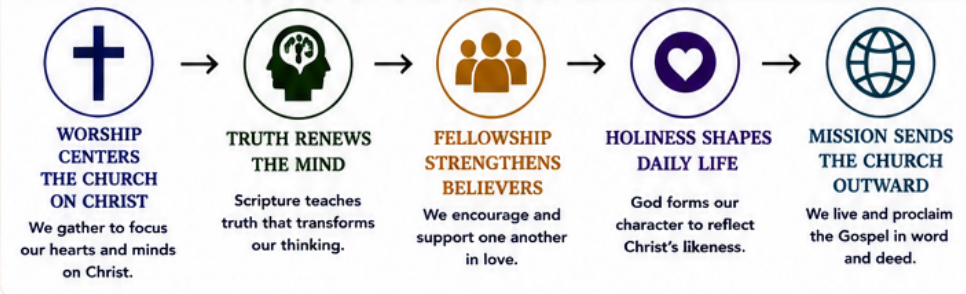 WORSHIP
CENTERS
THE CHURCH
ON CHRIST
We gather to focus
our hearts and minds
on Christ.
TRUTH RENEWS
THE MIND
Scripture teaches
truth that transforms
our thinking.
FELLOWSHIP
STRENGTHENS
BELIEVERS
We encourage and
support one another
in love.
HOLINESS SHAPES
DAILY LIFE
God forms our
character to reflect
Christ's likeness.
MISSION SENDS
THE CHURCH
OUTWARD
We live and proclaim
the Gospel in word
and deed.